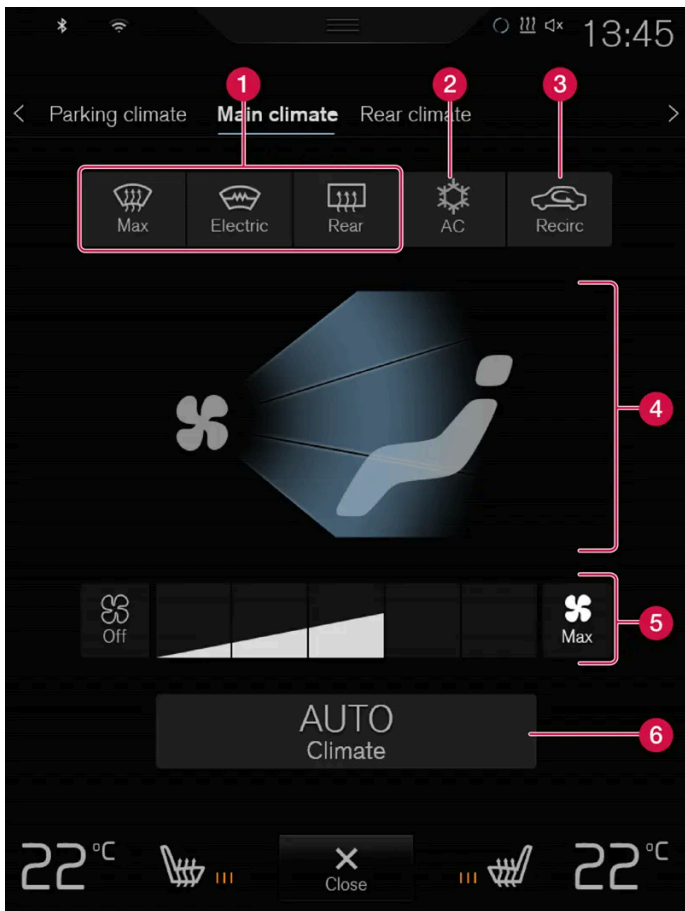 13:45
1 2 3
< Parking climate Main climate Rear climate >
Max Electric Rear AC Recirc
4
Off Max 5
AUTO
Climate 6
22°C 22°C
Close